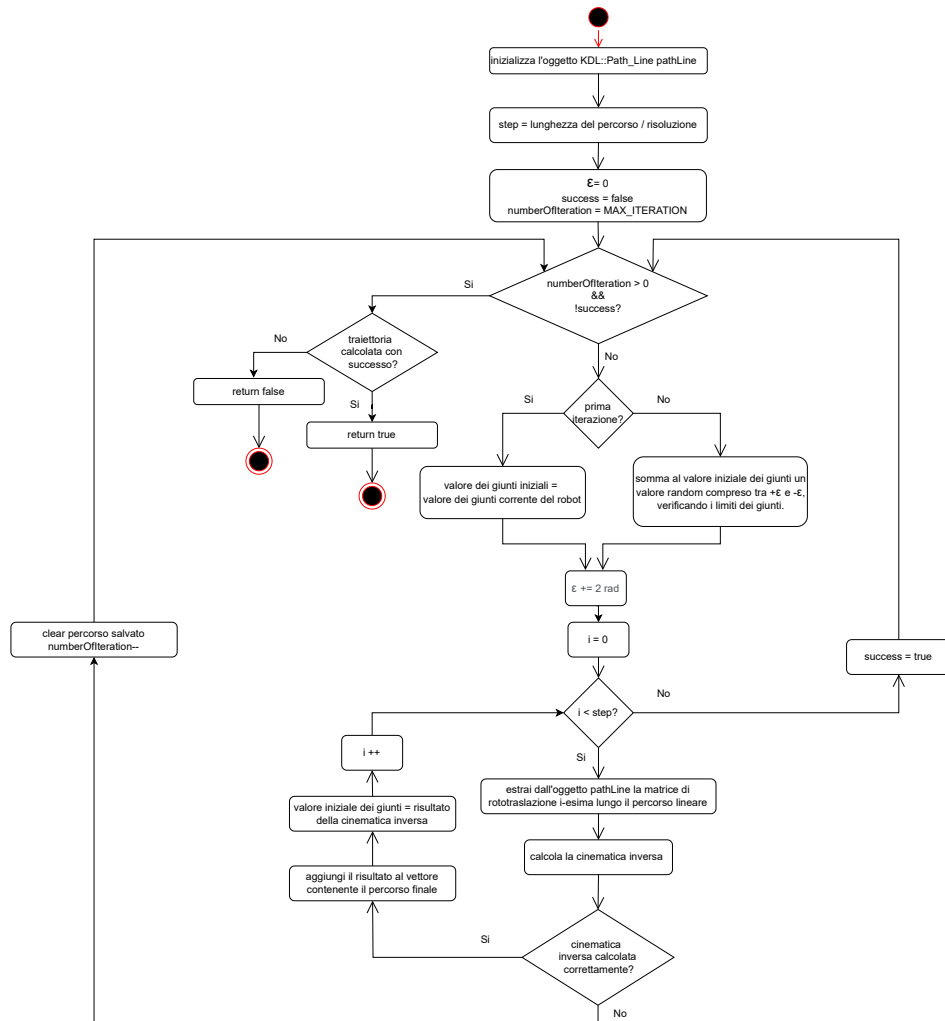 inizializza l'oggetto KDL::Path_Line pathLine
step = lunghezza del percorso / risoluzione
ε= 0
success = false
numberOfIteration = MAX_ITERATION
numberOfIteration > 0
&&
!success?
Si
No
traiettoria
calcolata con
successo?
No
Si
return false
return true
prima
iterazione?
Si
No
valore dei giunti iniziali =
valore dei giunti corrente del robot
somma al valore iniziale dei giunti un
valore random compreso tra +ε e -ε,
verificando i limiti dei giunti.
ε += 2 rad
i = 0
clear percorso salvato
numberOfIteration--
success = true
i < step?
No
Si
i ++
estrai dall'oggetto pathLine la matrice di
rototraslazione i-esima lungo il percorso lineare
valore iniziale dei giunti = risultato
della cinematica inversa
calcola la cinematica inversa
aggiungi il risultato al vettore
contenente il percorso finale
cinematica
inversa calcolata
correttamente?
Si
No